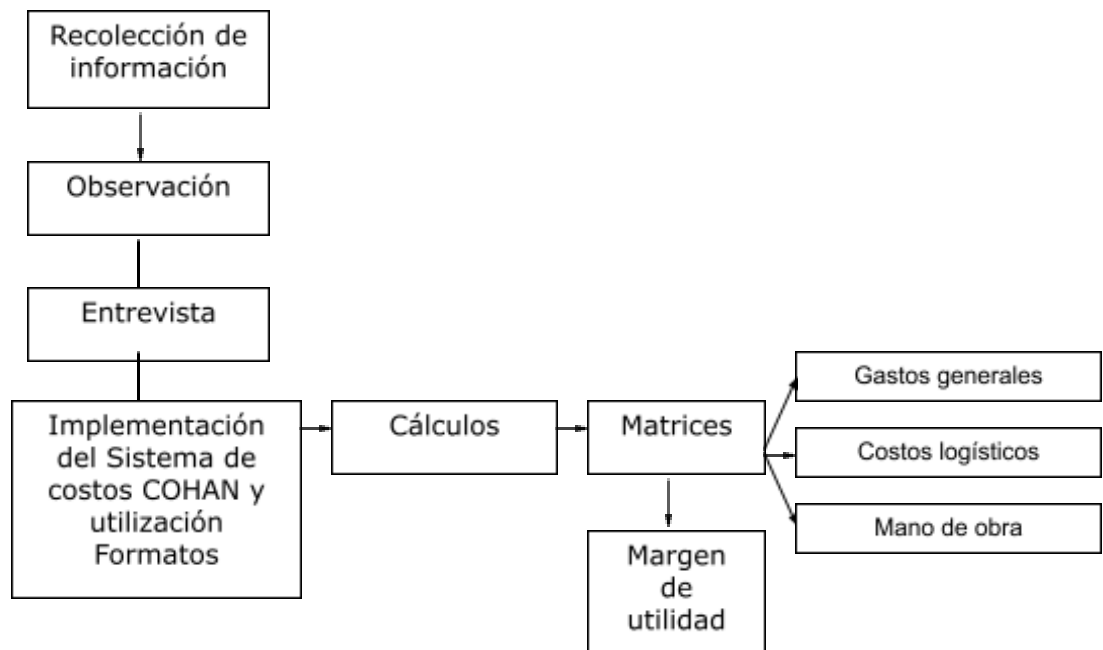 Recolección de
información
Observación
Entrevista
Implementación
del Sistema de
costos COHAN y
utilización
Formatos
Cálculos
Matrices
Gastos generales
Costos logísticos
Mano de obra
Margen
de
utilidad